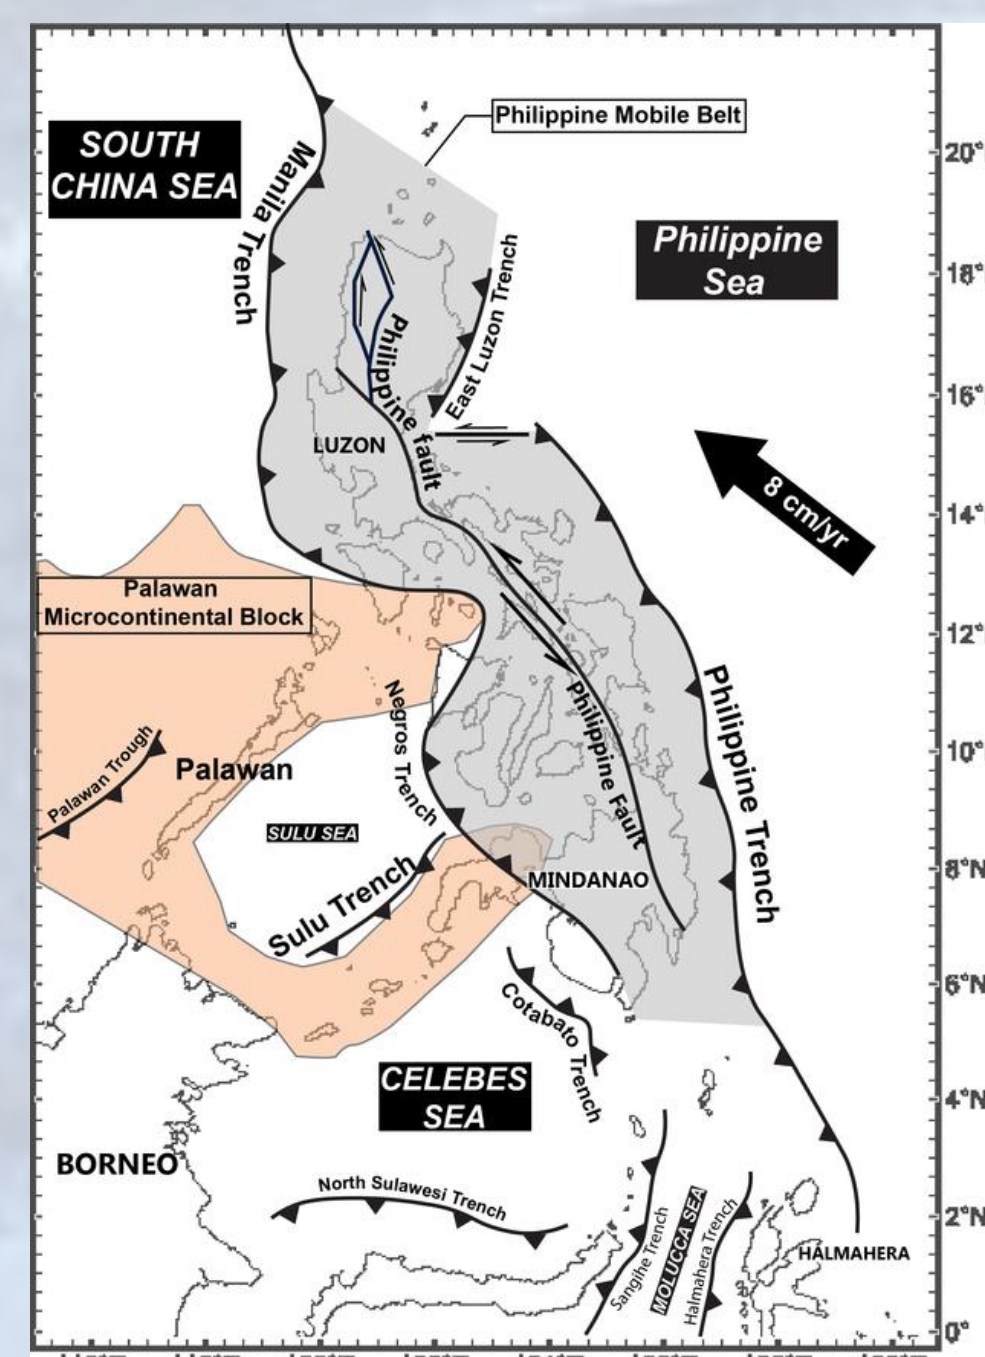 Philippine Mobile Belt
SOUTH
CHINA SEA
Manila Trench
20°
Philippine
Sea
18°
East Luzon Trench
Philippine fault
16°
LUZON
8 cm/yr
14°
Palawan
Microcontinental Block
12°
Negros Trench
Philippine Fault
Philippine Trench
Palawan Trough
Palawan
10°
SULU SEA
Sulu Trench
MINDANAO
8°N
6°N
Cotabato Trench
CELEBES
SEA
4°N
BORNEO
North Sulawesi Trench
2°N
Sangihe Trench
MOLUCCA SEA
Halmahera Trench
HALMAHERA
0°